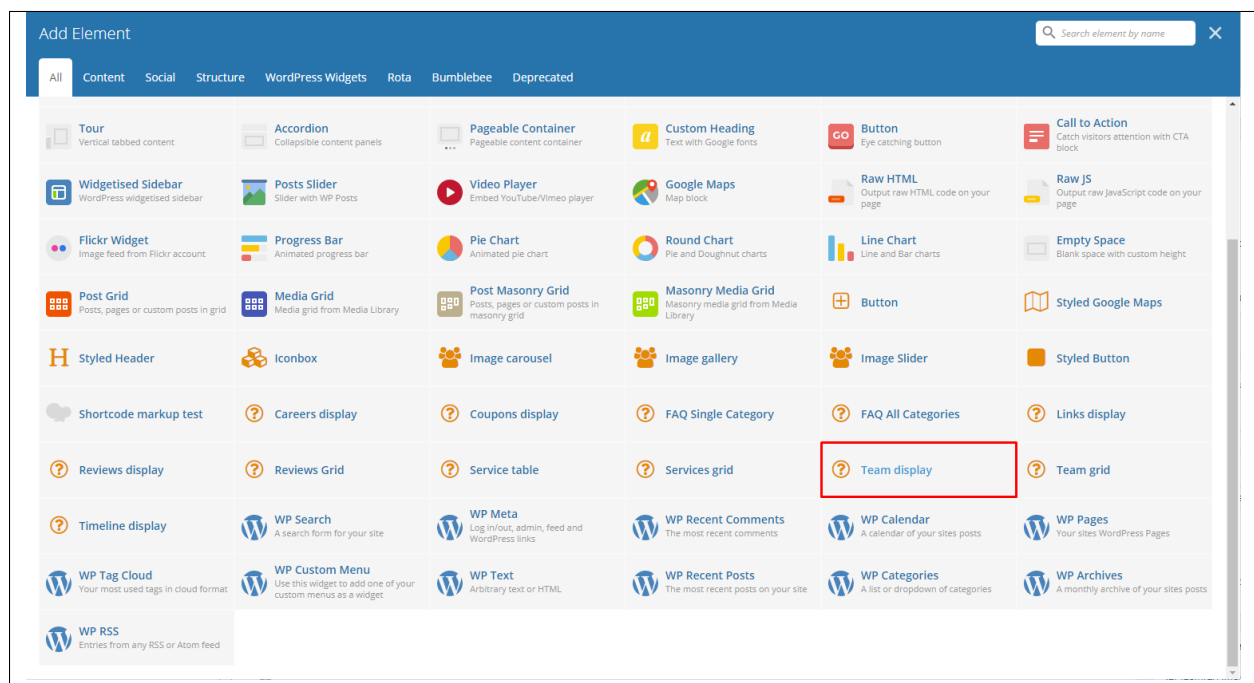 Add Element
Search element by name
All Content Social Structure WordPress Widgets Rota Bumblebee Deprecated
Tour
Vertical tabbed content
Accordion
Collapsible content panels
Pageable Container
Pageable content container
Custom Heading
Text with Google fonts
a
Button
Eye catching button
GO
Call to Action
Catch visitors attention with CTA
block
Widgetised Sidebar
WordPress widgetised sidebar
Posts Slider
Slider with WP Posts
Video Player
Embed YouTube/Vimeo player
Google Maps
Map block
Raw HTML
Output raw HTML code on your
page
Raw JS
Output raw JavaScript code on your
page
Flickr Widget
Image feed from Flickr account
Progress Bar
Animated progress bar
Pie Chart
Animated pie chart
Round Chart
Pie and Doughnut charts
Line Chart
Line and Bar charts
Empty Space
Blank space with custom height
Post Grid
Posts, pages or custom posts in grid
Media Grid
Media grid from Media Library
Post Masonry Grid
Posts, pages or custom posts in
masonry grid
Masonry Media Grid
Masonry media grid from Media
Library
Button
Styled Google Maps
H Styled Header
Iconbox
Image carousel
Image gallery
Image Slider
Styled Button
Shortcode markup test
? Careers display
? Coupons display
? FAQ Single Category
? FAQ All Categories
? Links display
? Reviews display
? Reviews Grid
? Service table
? Services grid
? Team display
? Team grid
? Timeline display
WP Search
A search form for your site
WP Meta
Log in/out, admin, feed and
WordPress links
WP Recent Comments
The most recent comments
WP Calendar
A calendar of your sites posts
WP Pages
Your sites WordPress Pages
WP Tag Cloud
Your most used tags in cloud format
WP Custom Menu
Use this widget to add one of your
custom menus as a widget
WP Text
Arbitrary text or HTML
WP Recent Posts
The most recent posts on your site
WP Categories
A list or dropdown of categories
WP Archives
A monthly archive of your sites posts
WP RSS
Entries from any RSS or Atom feed